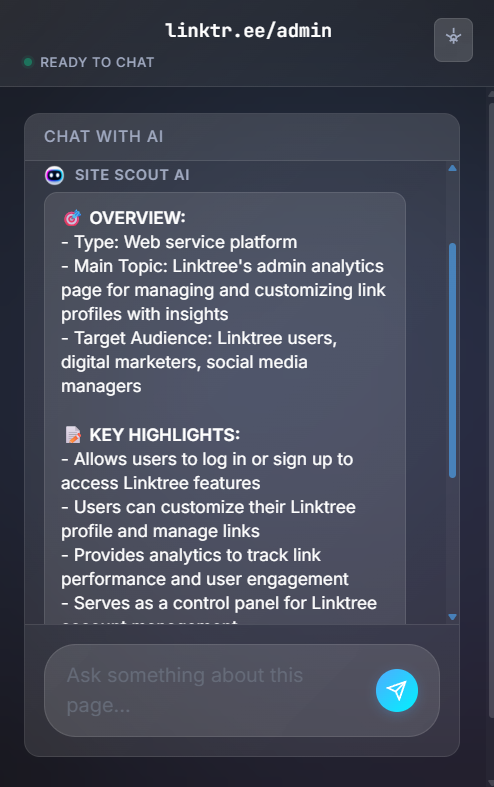 linktr.ee/admin
READY TO CHAT
CHAT WITH AI
SITE SCOUT AI
🎯 OVERVIEW:
- Type: Web service platform
- Main Topic: Linktree's admin analytics
page for managing and customizing link
profiles with insights
- Target Audience: Linktree users,
digital marketers, social media
managers
📝 KEY HIGHLIGHTS:
- Allows users to log in or sign up to
access Linktree features
- Users can customize their Linktree
profile and manage links
- Provides analytics to track link
performance and user engagement
- Serves as a control panel for Linktree
account management
Ask something about this
page...